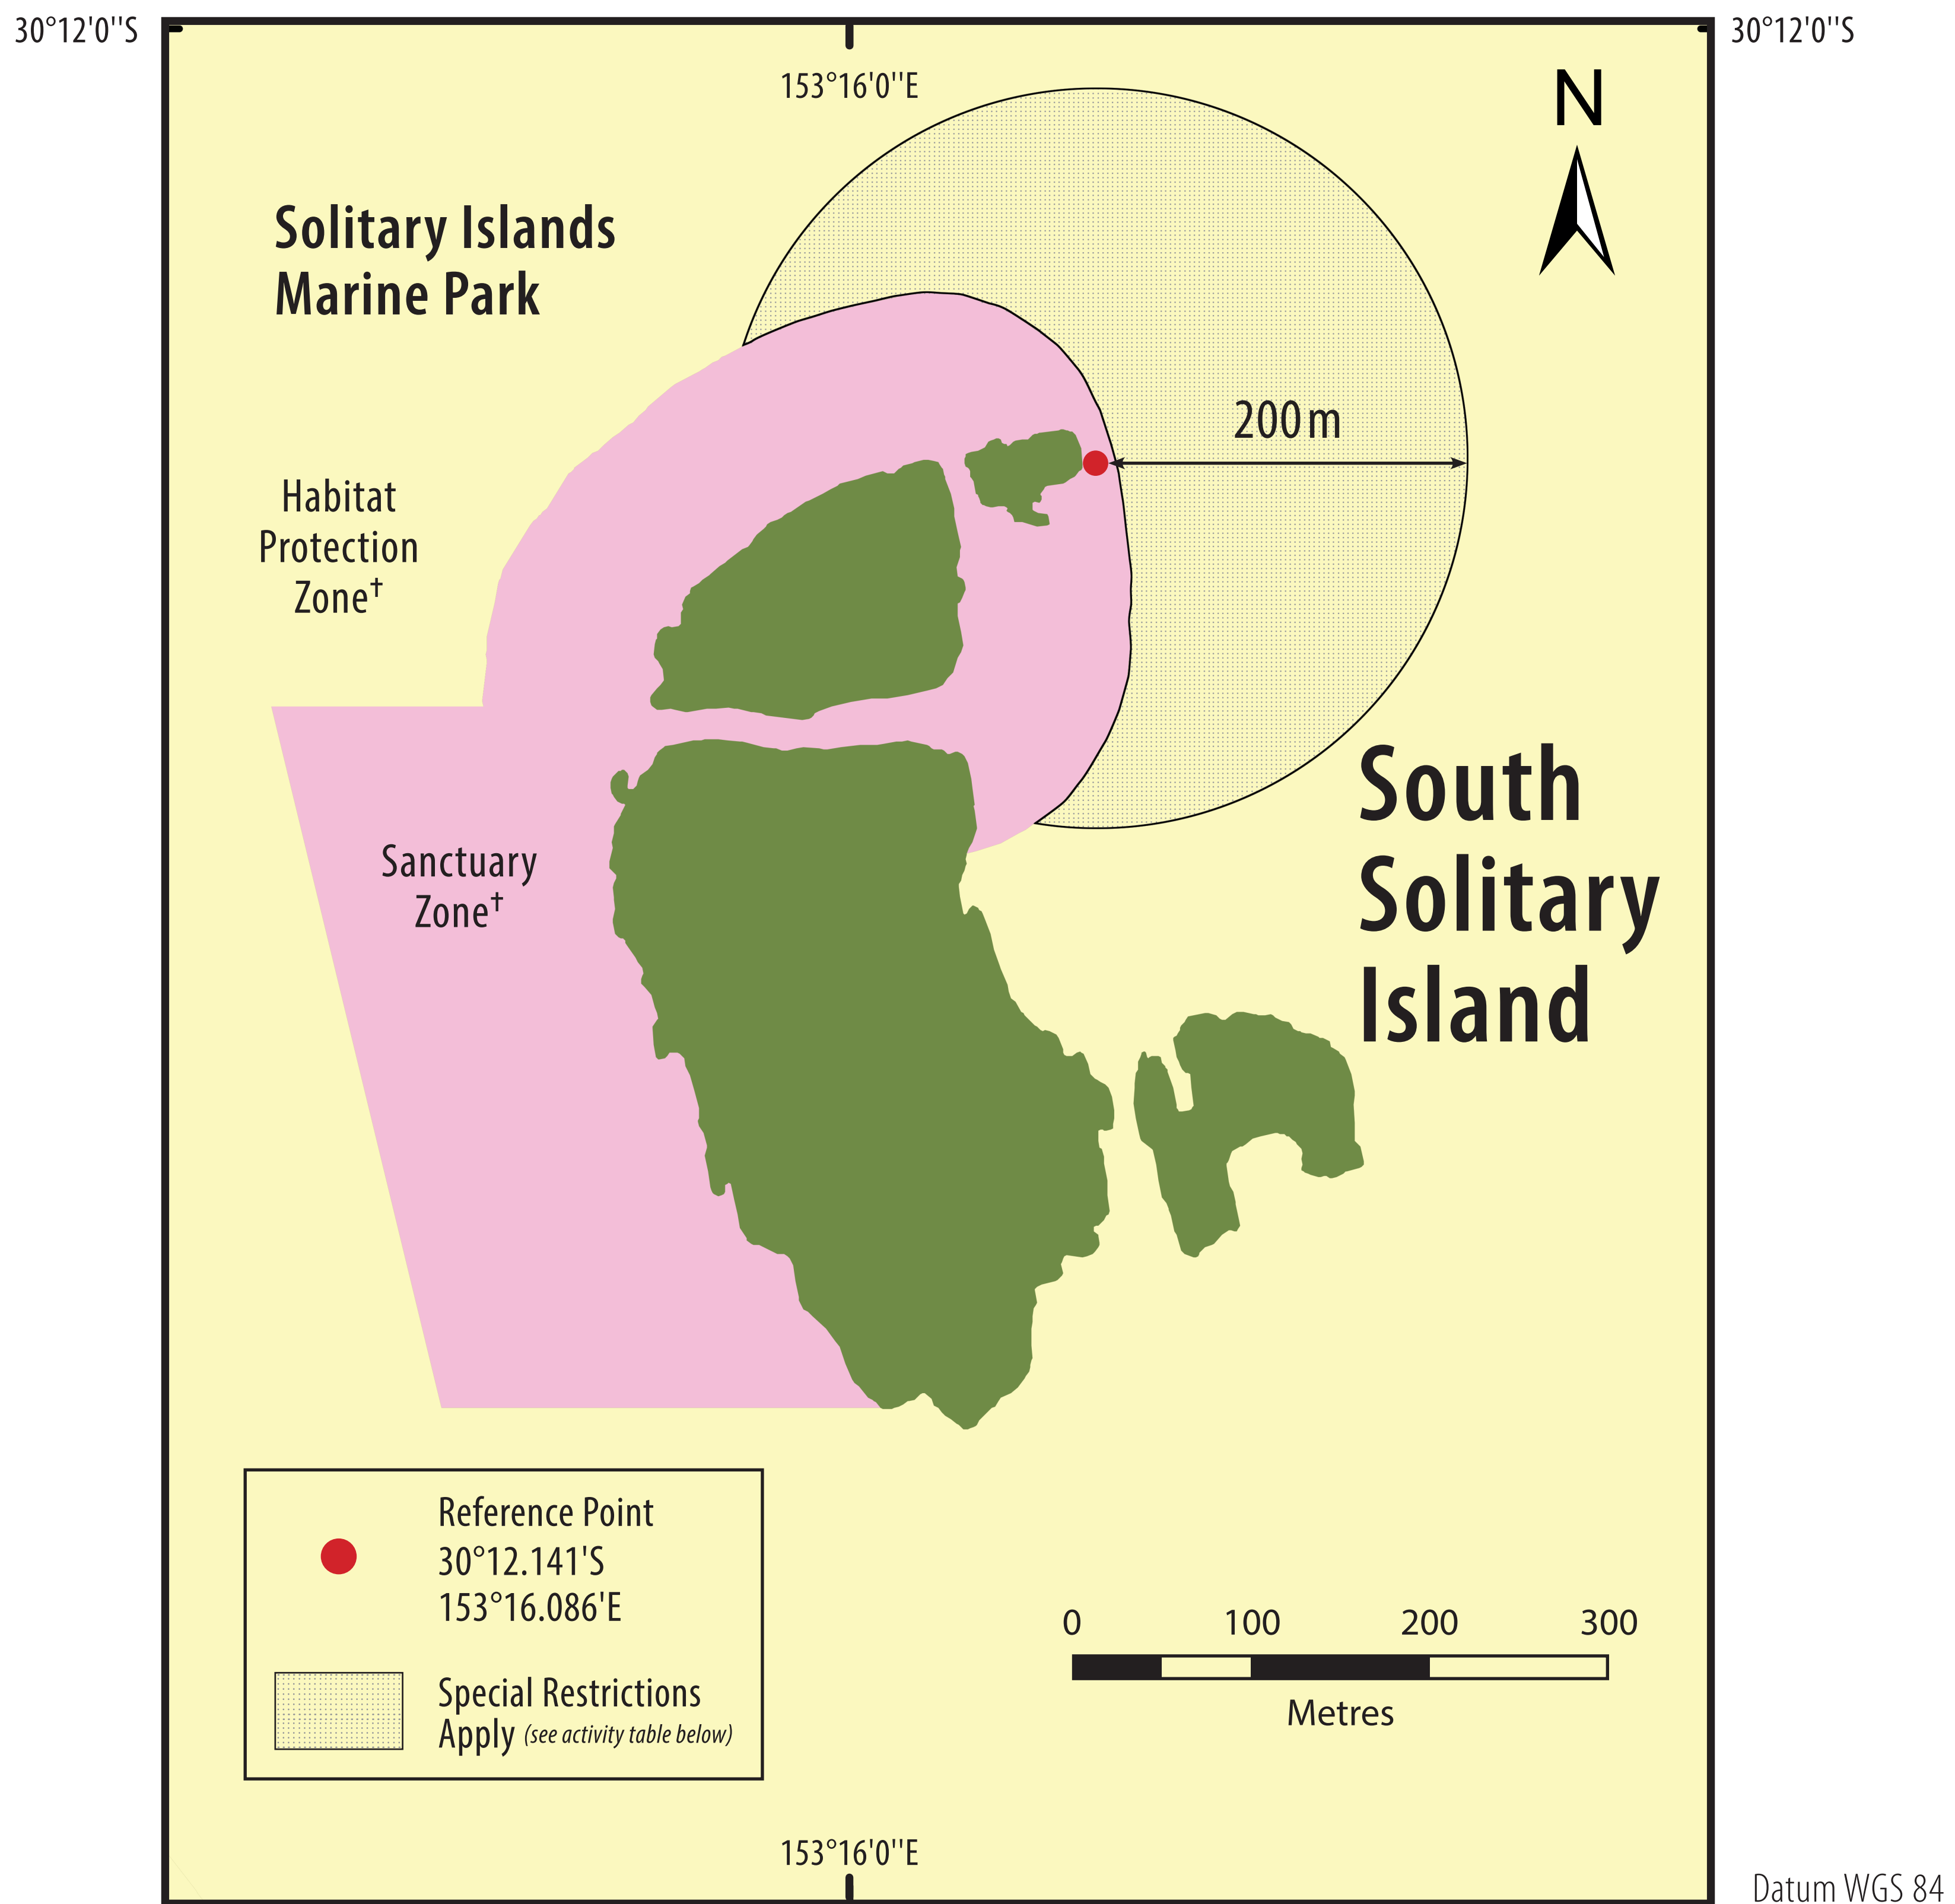 30°12'0''S
30°12'0''S
153°16'0''E
N
Solitary Islands
Marine Park
200m
Habitat
Protection
Zone†
South
Solitary
Island
Sanctuary
Zone†
Reference Point
30°12.141'S
153°16.086'E
Special Restrictions
Apply (see activity table below)
0 100 200 300
Metres
153°16'0''E
Datum WGS 84